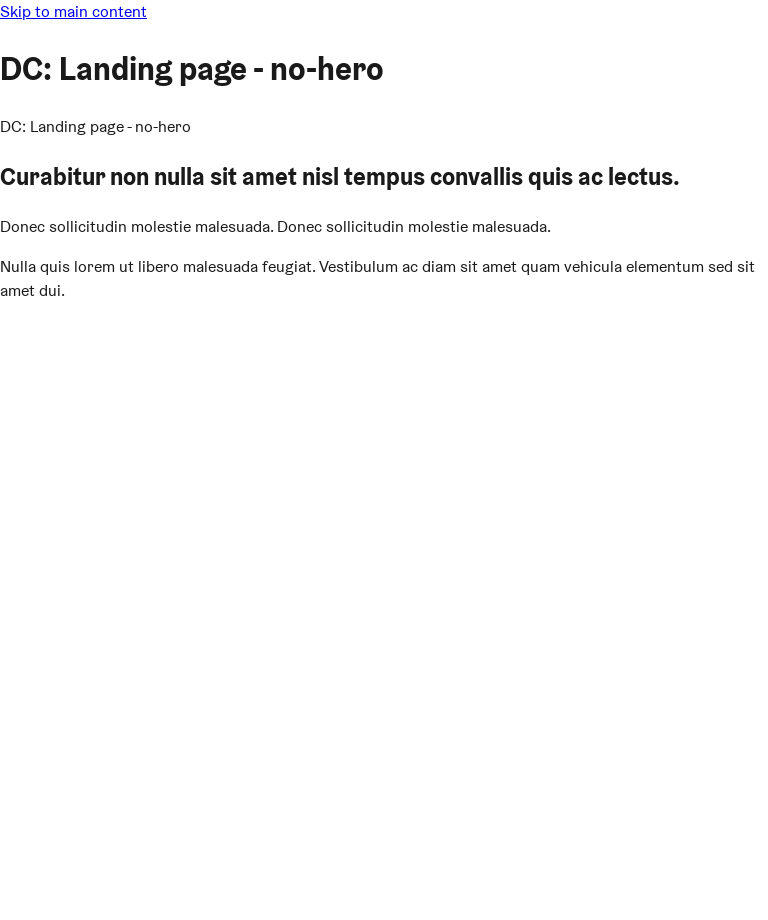 Skip to main content
DC: Landing page - no-hero
DC: Landing page - no-hero
Curabitur non nulla sit amet nisl tempus convallis quis ac lectus.
Donec sollicitudin molestie malesuada. Donec sollicitudin molestie malesuada.
Nulla quis lorem ut libero malesuada feugiat. Vestibulum ac diam sit amet quam vehicula elementum sed sit
amet dui.